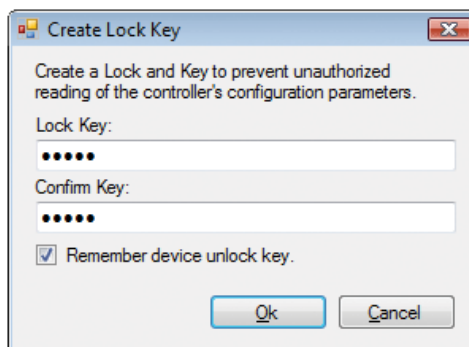 Create Lock Key
Create a Lock and Key to prevent unauthorized
reading of the controller's configuration parameters.
Lock Key:
•••••
Confirm Key:
•••••
Remember device unlock key.
Ok Cancel